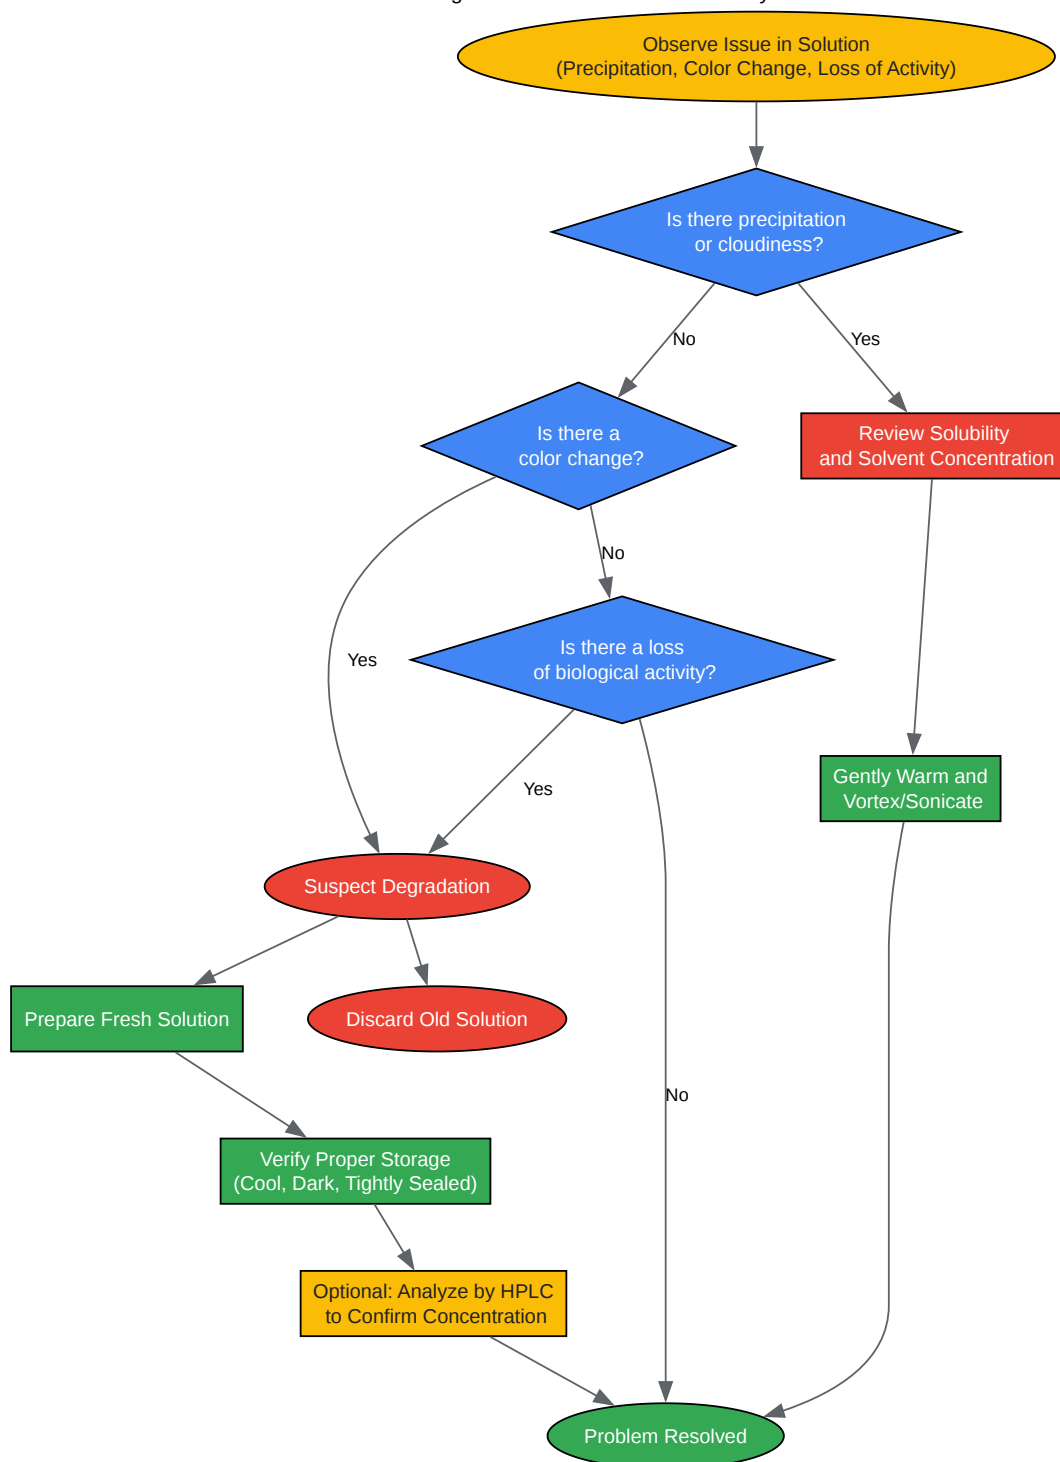 Observe Issue in Solution
(Precipitation, Color Change, Loss of Activity)
Is there precipitation
or cloudiness?
No
Yes
Is there a
color change?
Review Solubility
and Solvent Concentration
No
Yes
Is there a loss
of biological activity?
Yes
Gently Warm and
Vortex/Sonicate
Suspect Degradation
Prepare Fresh Solution
Discard Old Solution
No
Verify Proper Storage
(Cool, Dark, Tightly Sealed)
Optional: Analyze by HPLC
to Confirm Concentration
Problem Resolved